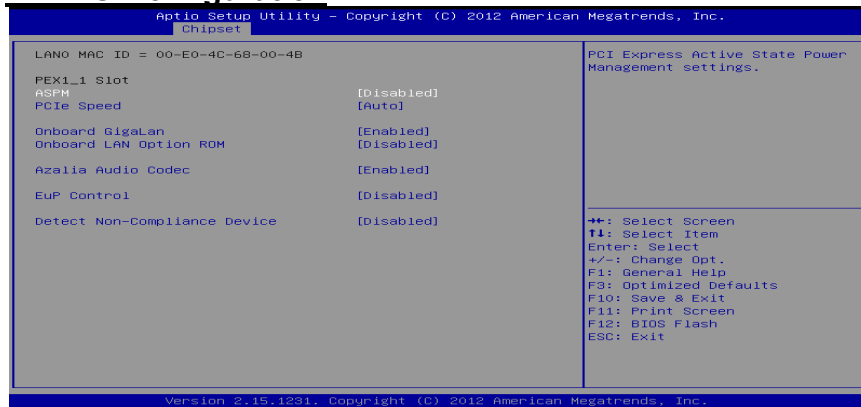 Aptio Setup Utility – Copyright (C) 2012 American Megatrends, Inc.
Chipset
LAN0 MAC ID = 00-E0-4C-68-00-4B
PCI Express Active State Power
Management settings.
PEX1_1 Slot
ASPM [Disabled]
PCIe Speed [Auto]
Onboard GigaLan [Enabled]
Onboard LAN Option ROM [Disabled]
Azalia Audio Codec [Enabled]
EuP Control [Disabled]
Detect Non-Compliance Device [Disabled]
→←: Select Screen
↑↓: Select Item
Enter: Select
+/-: Change Opt.
F1: General Help
F3: Optimized Defaults
F10: Save & Exit
F11: Print Screen
F12: BIOS Flash
ESC: Exit
Version 2.15.1231. Copyright (C) 2012 American Megatrends, Inc.